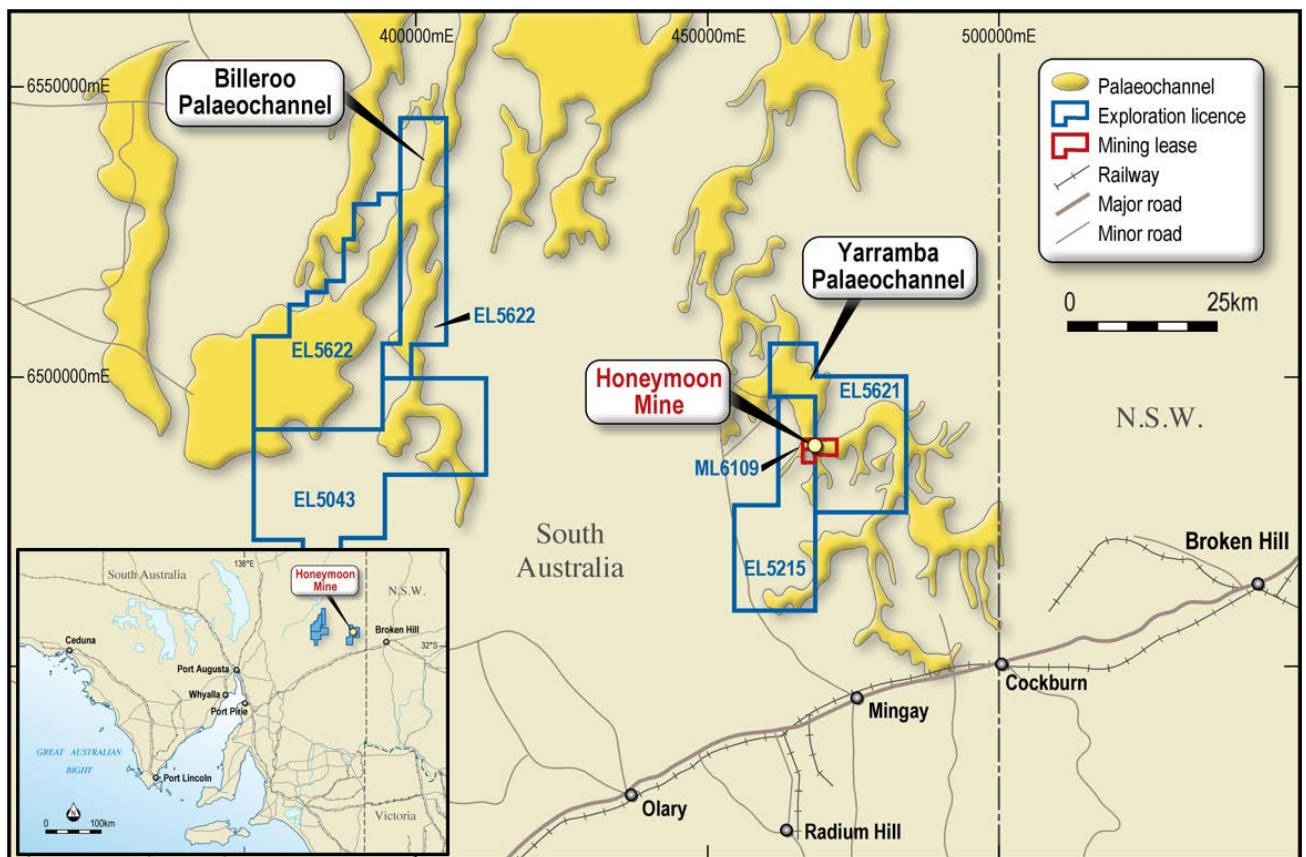 400000mE
450000mE
500000mE
6550000mE
Billeroo
Palaeochannel
Palaeochannel
Exploration licence
Mining lease
Railway
Major road
Minor road
0
25km
Yarramba
Palaeochannel
EL5622
EL5622
6500000mE
Honeymoon
Mine
EL5621
N.S.W.
ML6109
EL5043
South
Australia
EL5215
Broken Hill
Cockburn
Mingay
Olary
Radium Hill
138°E
South Australia
Honeymoon
Mine
N.S.W.
Ceduna
Broken Hill
32°S
Port Augusta
Whyalla
Port Pirie
GREAT AUSTRALIAN
BIGHT
Port Lincoln
N
0
100km
Victoria